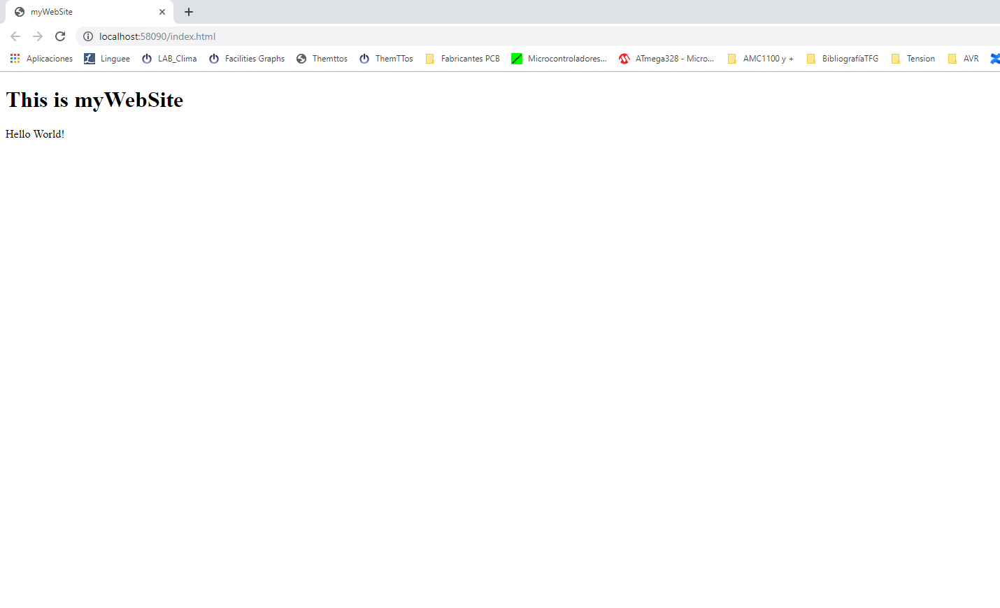 myWebSite
localhost:58090/index.html
Aplicaciones Linguee LAB_Clima Facilities Graphs Themttos ThemTTos Fabricantes PCB Microcontroladores... ATmega328 - Micro... AMC1100 y + BibliografíaTFG Tension AVR
This is myWebSite
Hello World!